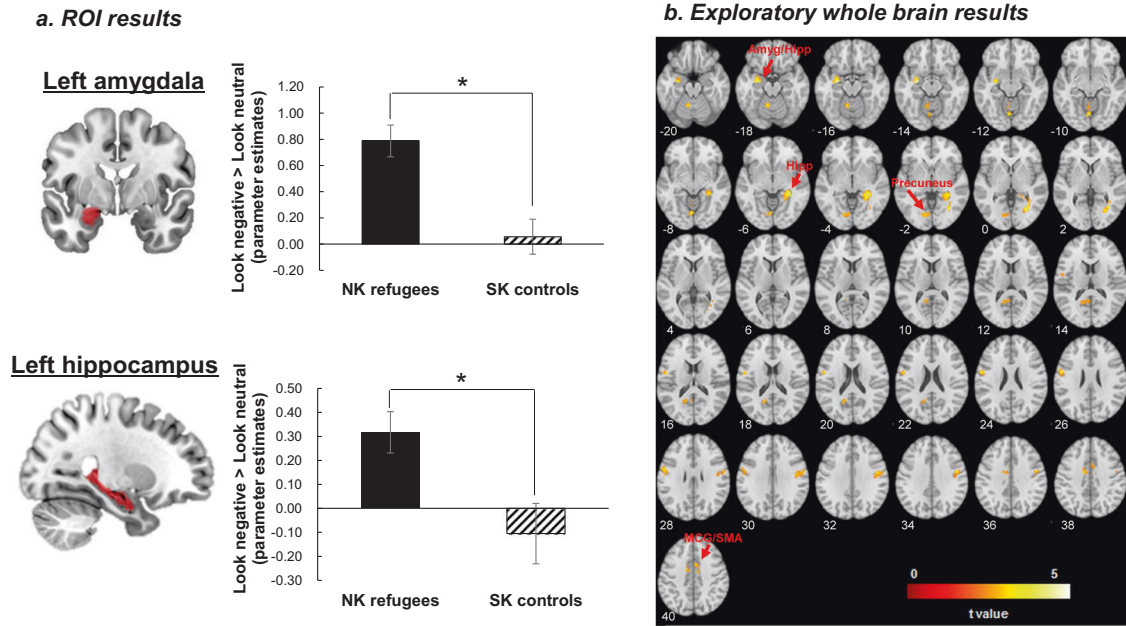 a. ROI results
Left amygdala
Look negative > Look neutral
(parameter estimates)
1.20
1.00
0.80
0.60
0.40
0.20
0.00
-0.20
*
NK refugees
SK controls
Left hippocampus
Look negative > Look neutral
(parameter estimates)
0.50
0.40
0.30
0.20
0.10
0.00
-0.10
-0.20
-0.30
*
NK refugees
SK controls
b. Exploratory whole brain results
Amyg/Hipp
-20 -18 -16 -14 -12 -10
Hipp
Precuneus
-8 -6 -4 -2 0 2
4 6 8 10 12 14
16 18 20 22 24 26
28 30 32 34 36 38
MCG/SMA
40
0 5
t value